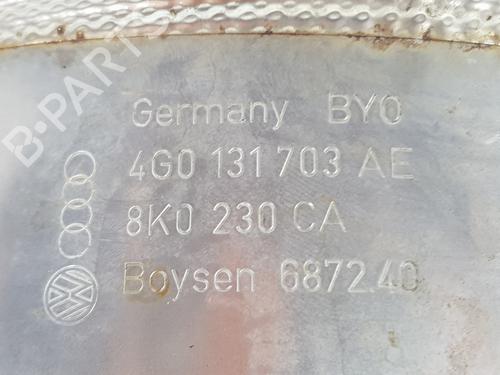 B-PARTS
Germany BYO
4G0 131 703 AE
8K0 230 CA
Boysen 6872.40